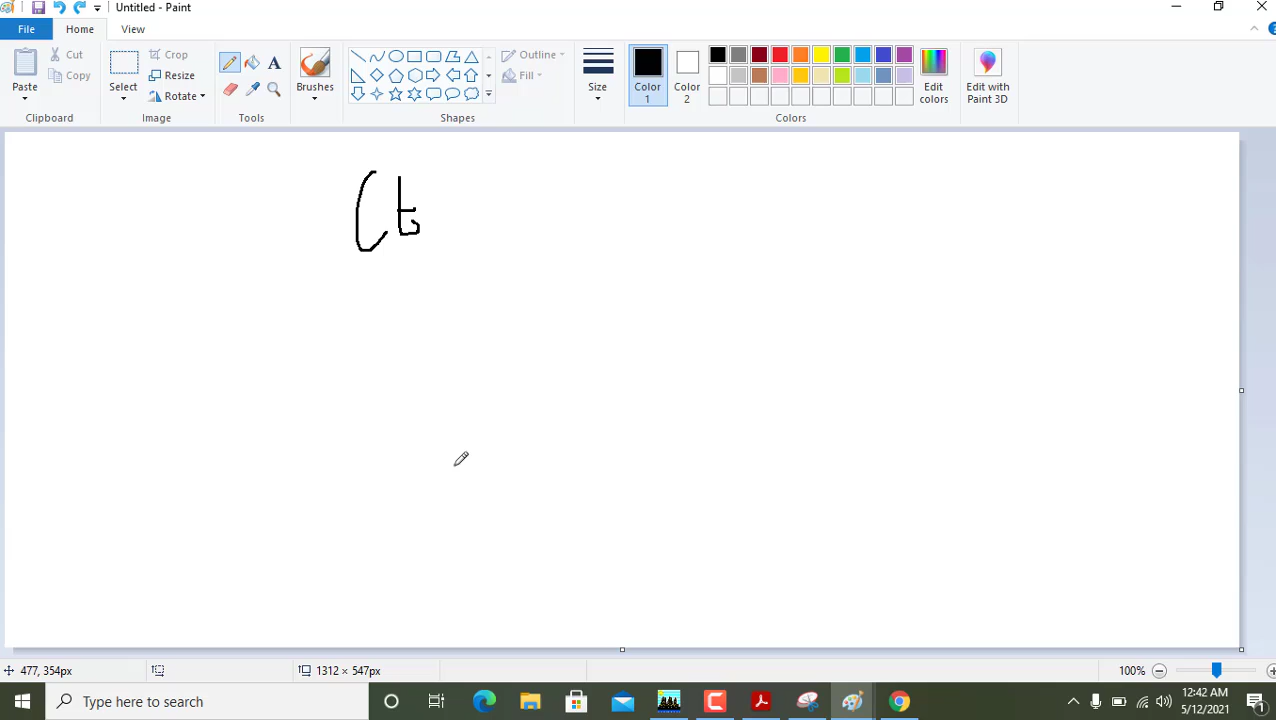 Untitled - Paint
File
Home
View
Paste
Cut
Copy
Clipboard
Select
Crop
Resize
Rotate
Image
Tools
Brushes
Shapes
Outline
Fill
Size
Color 1
Color 2
Edit colors
Colors
Edit with Paint 3D
477, 354px
1312 × 547px
100%
Type here to search
12:42 AM
5/12/2021